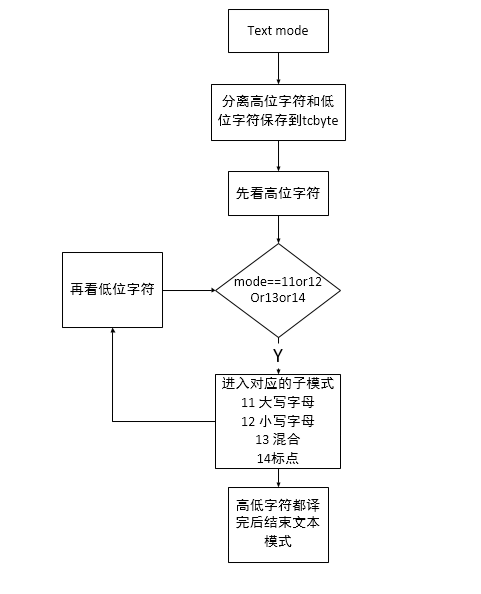 Text mode
分离高位字符和低
位字符保存到tcbyte
先看高位字符
再看低位字符
mode==11or12
Or13or14
Y
进入对应的子模式
11 大写字母
12 小写字母
13 混合
14标点
高低字符都译
完后结束文本
模式